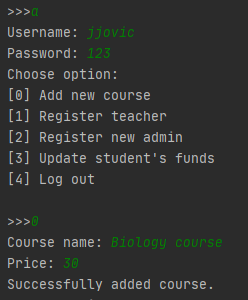 >>>a
Username: jjovic
Password: 123
Choose option:
[0] Add new course
[1] Register teacher
[2] Register new admin
[3] Update student's funds
[4] Log out
>>>0
Course name: Biology course
Price: 30
Successfully added course.